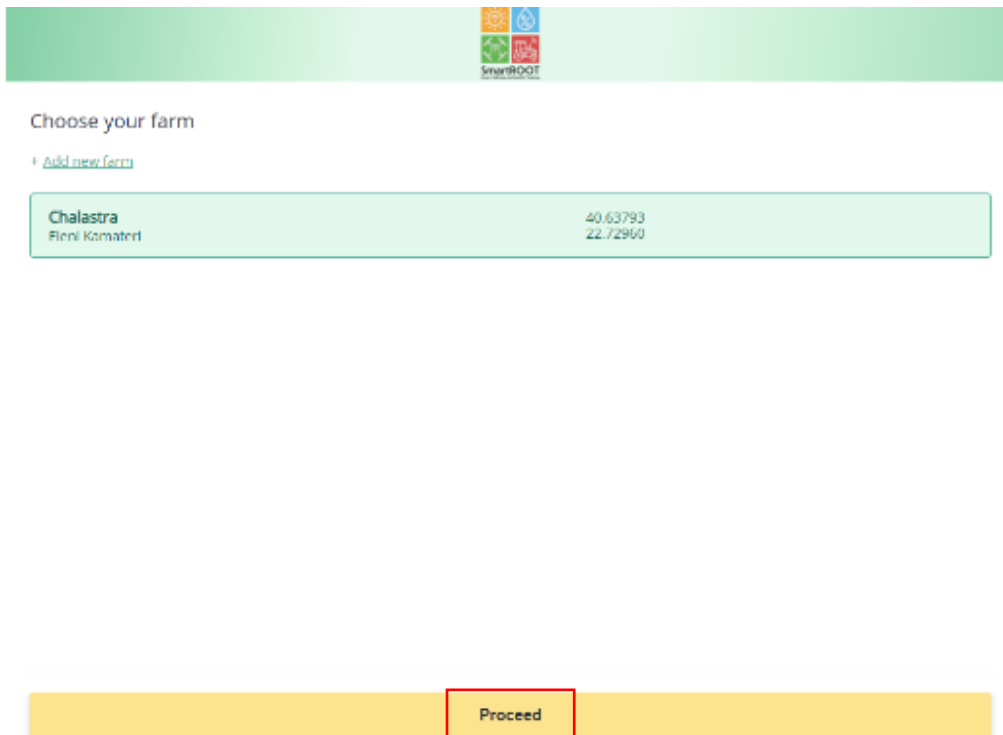 SmartROOT
Choose your farm
+ Add new farm
Chalastra
Eleni Kamateri
40.63793
22.72960
Proceed